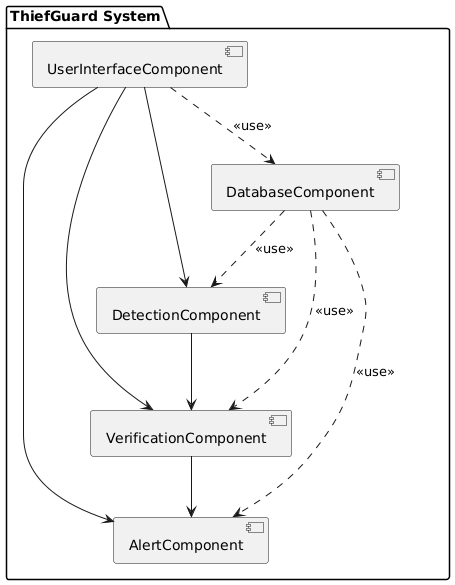 ThiefGuard System
UserInterfaceComponent
«use»
DatabaseComponent
«use»
DetectionComponent
«use»
«use»
VerificationComponent
AlertComponent